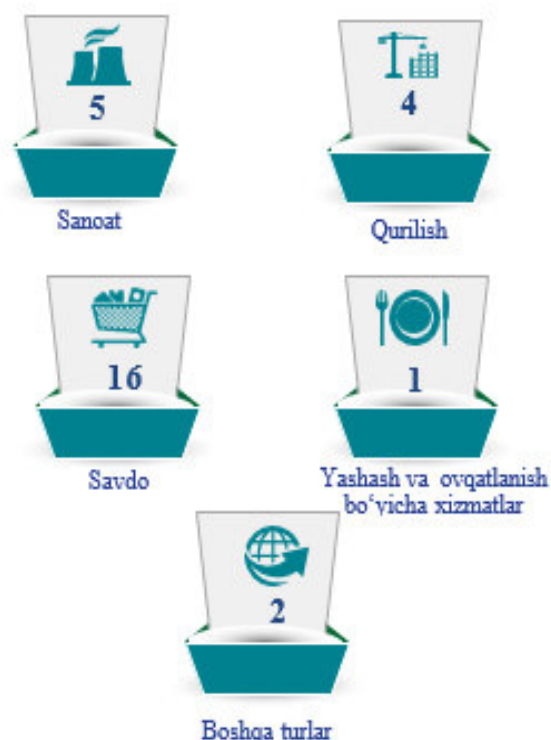 5
4
Sanoat
Qurilish
16
1
Savdo
Yashash va ovqatlanish
bo‘yicha xizmatlar
2
Boshqa turlar